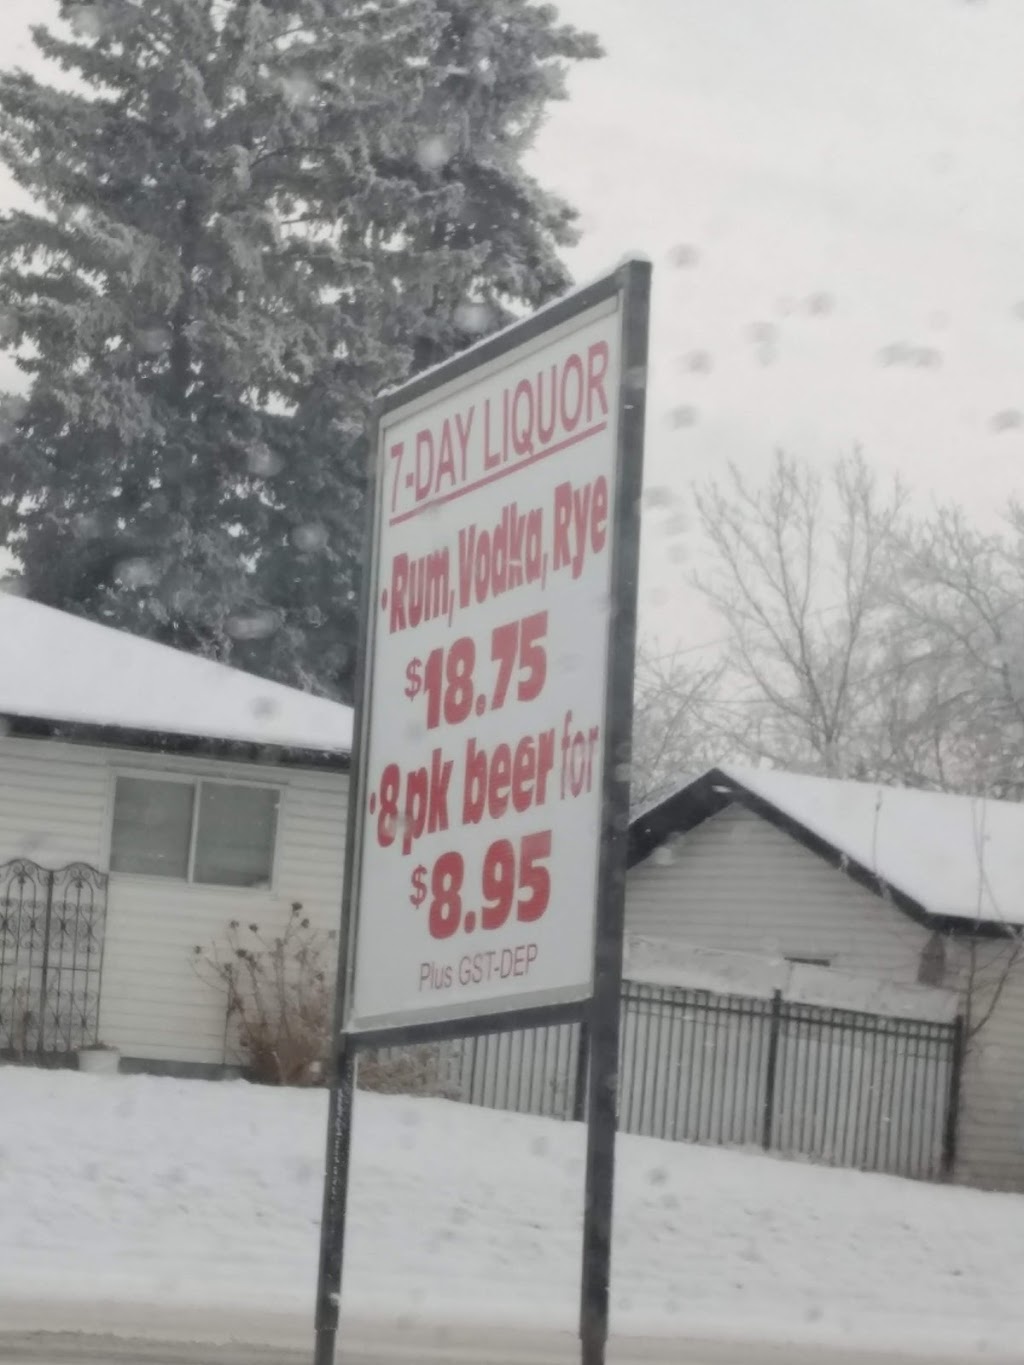 7-DAY LIQUOR
•Rum, Vodka, Rye
$18.75
•8 pk beer for
$8.95
Plus GST-DEP